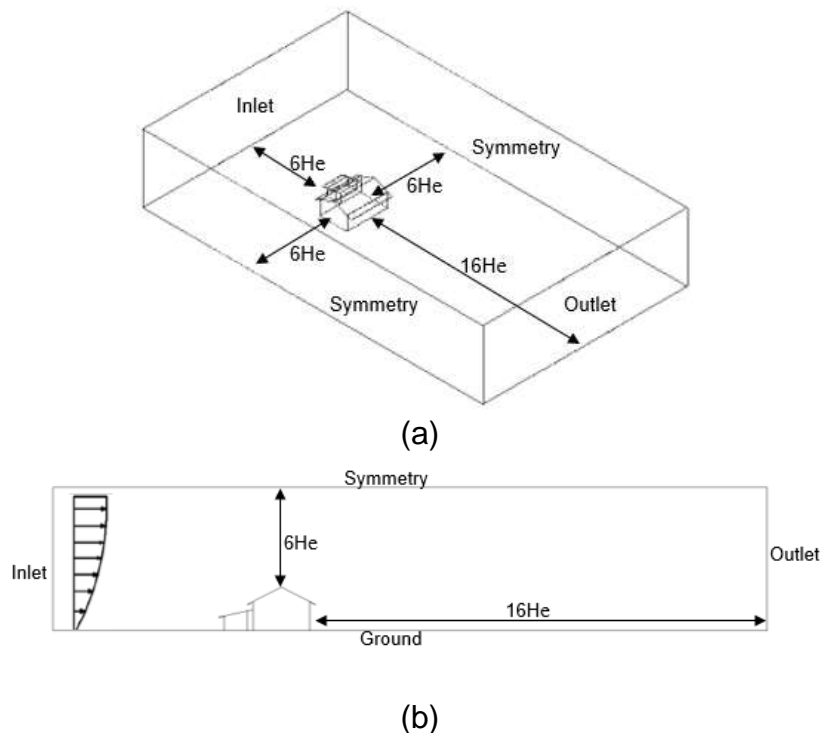 Inlet
Symmetry
6He
6He
6He
16He
Symmetry
Outlet
(a)
Symmetry
6He
Inlet
Outlet
16He
Ground
(b)